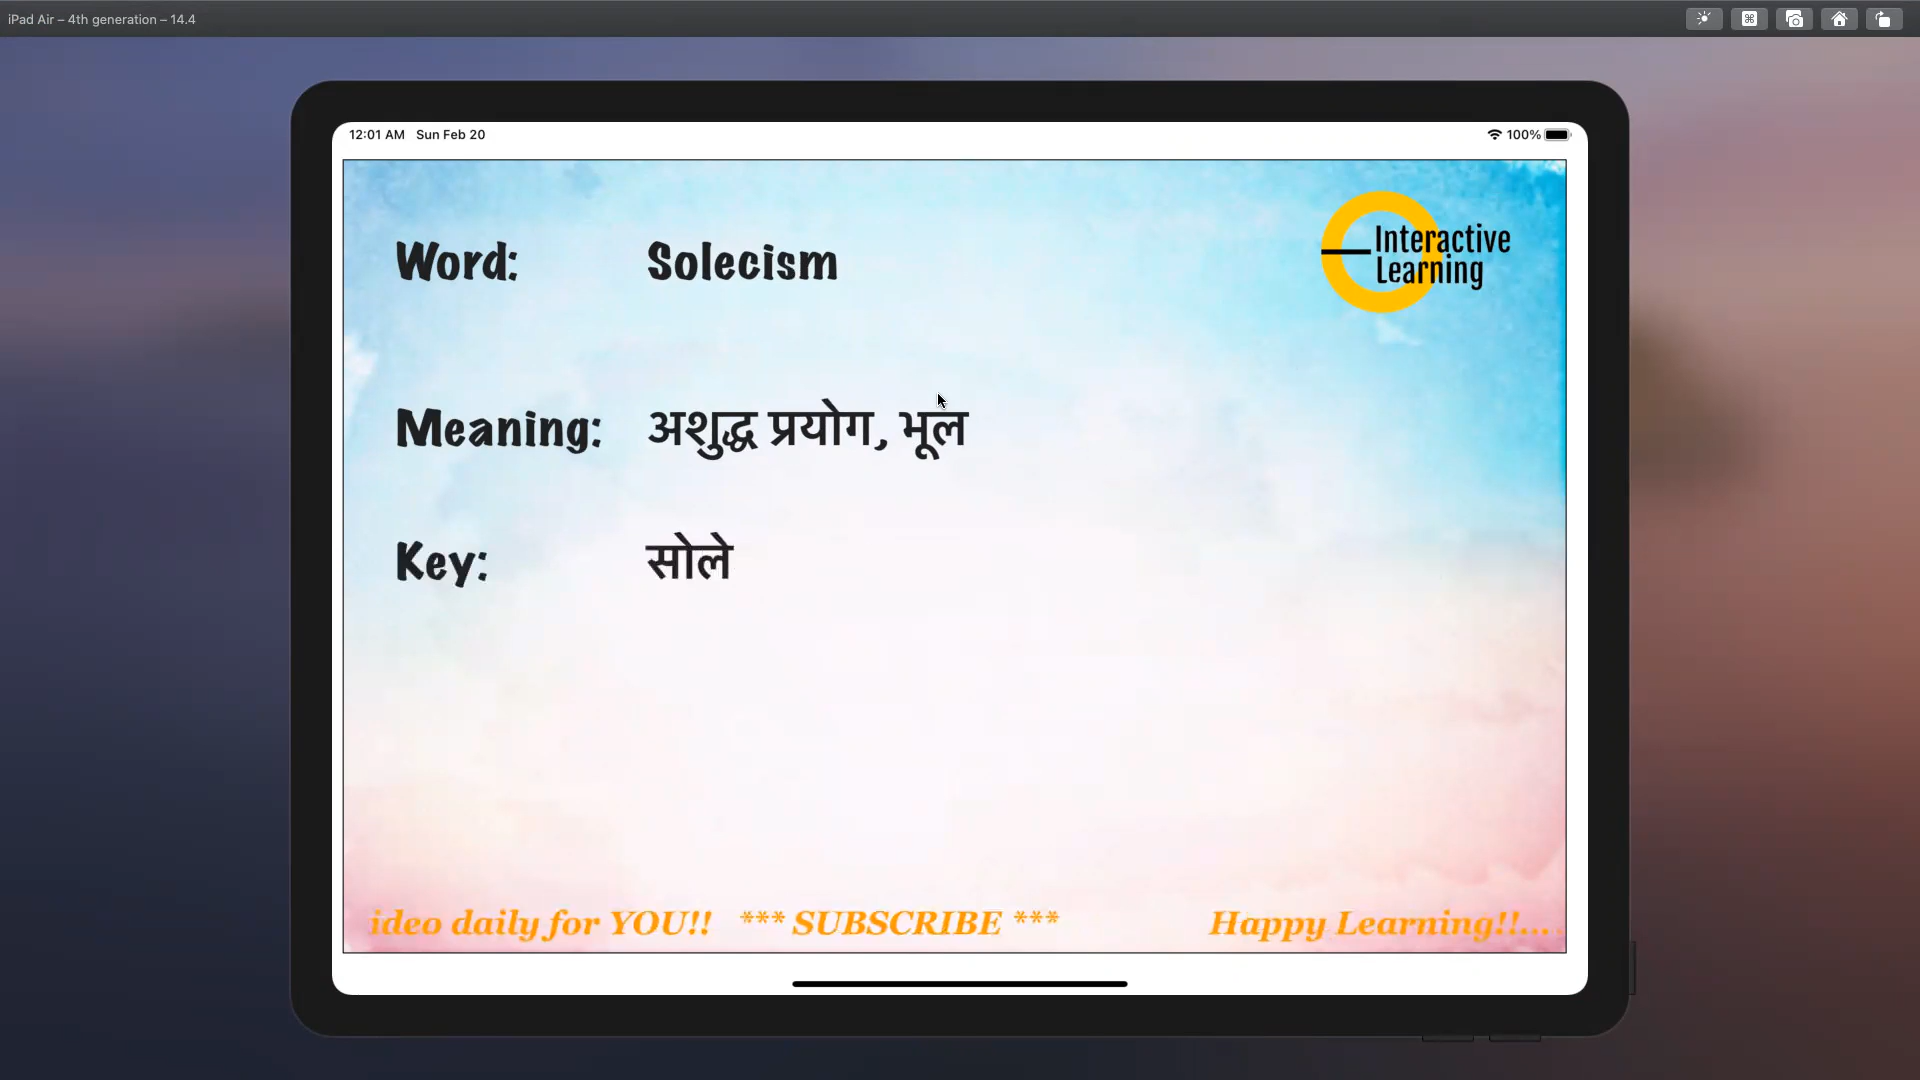 iPad Air – 4th generation – 14.4
12:01 AM Sun Feb 20
100%
Word: Solecism
Interactive
Learning
Meaning: अशुद्ध प्रयोग, भूल
Key: सोले
ideo daily for YOU!! *** SUBSCRIBE *** Happy Learning!!....